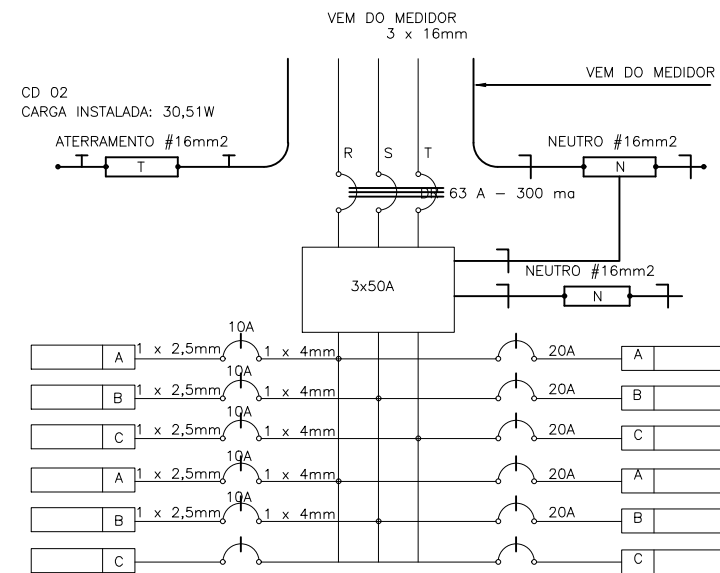 VEM DO MEDIDOR
3 x 16mm
VEM DO MEDIDOR
CD 02
CARGA INSTALADA: 30,51W
ATERRAMENTO #16mm2
NEUTRO #16mm2
T
N
R S T
DR 63 A - 300 ma
3x50A
NEUTRO #16mm2
N
10A
A 1 x 2,5mm 1 x 4mm 20A A
10A
B 1 x 2,5mm 1 x 4mm 20A B
10A
C 1 x 2,5mm 1 x 4mm 20A C
10A
A 1 x 2,5mm 1 x 4mm 20A A
10A
B 1 x 2,5mm 1 x 4mm 20A B
C C